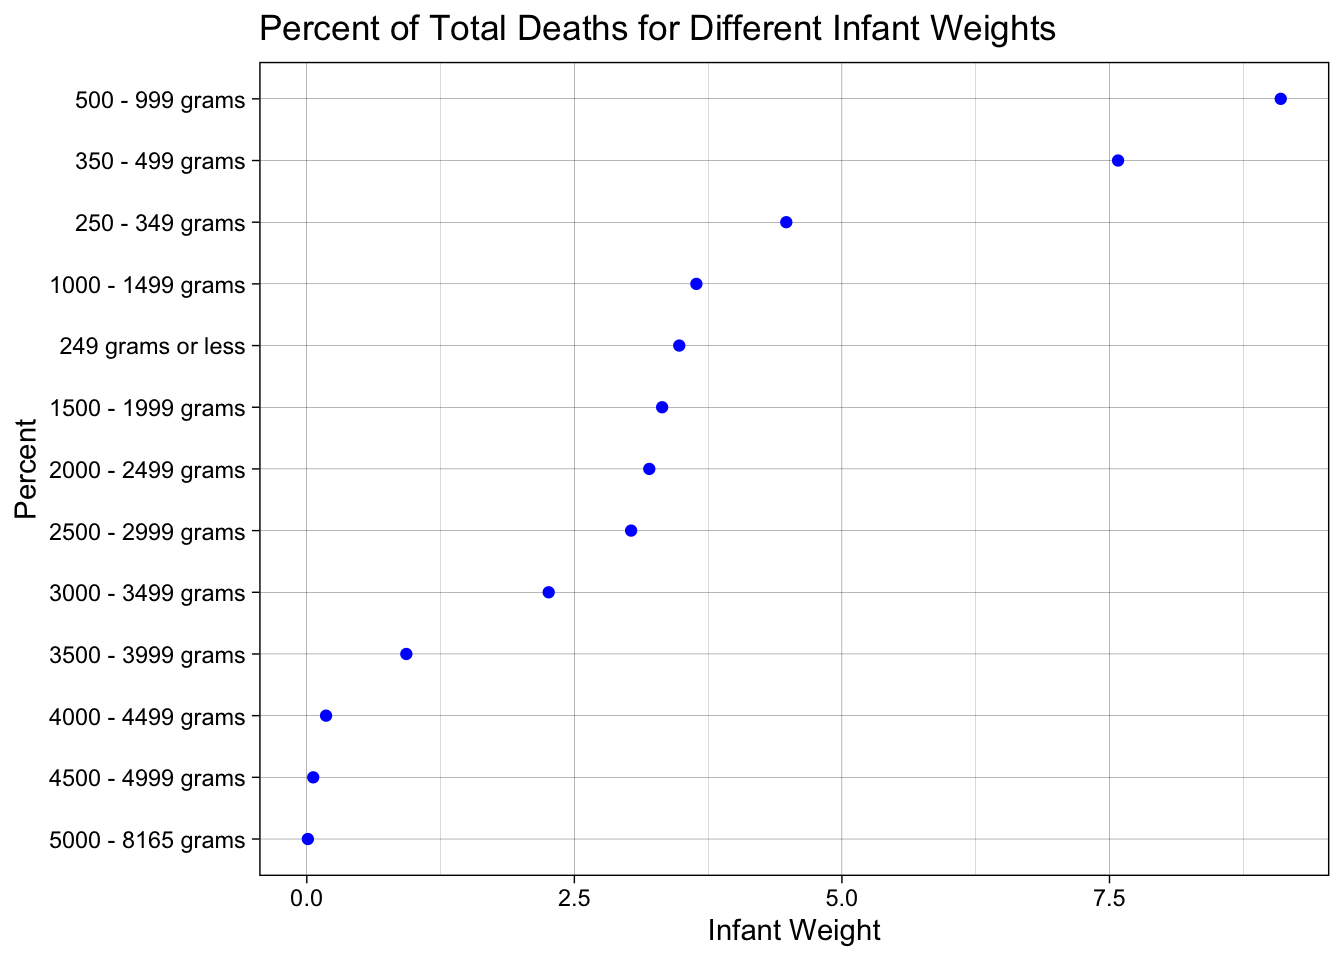 Percent of Total Deaths for Different Infant Weights
500 - 999 grams
350 - 499 grams
250 - 349 grams
1000 - 1499 grams
249 grams or less
1500 - 1999 grams
2000 - 2499 grams
2500 - 2999 grams
3000 - 3499 grams
3500 - 3999 grams
4000 - 4499 grams
4500 - 4999 grams
5000 - 8165 grams
Percent
0.0 2.5 5.0 7.5
Infant Weight